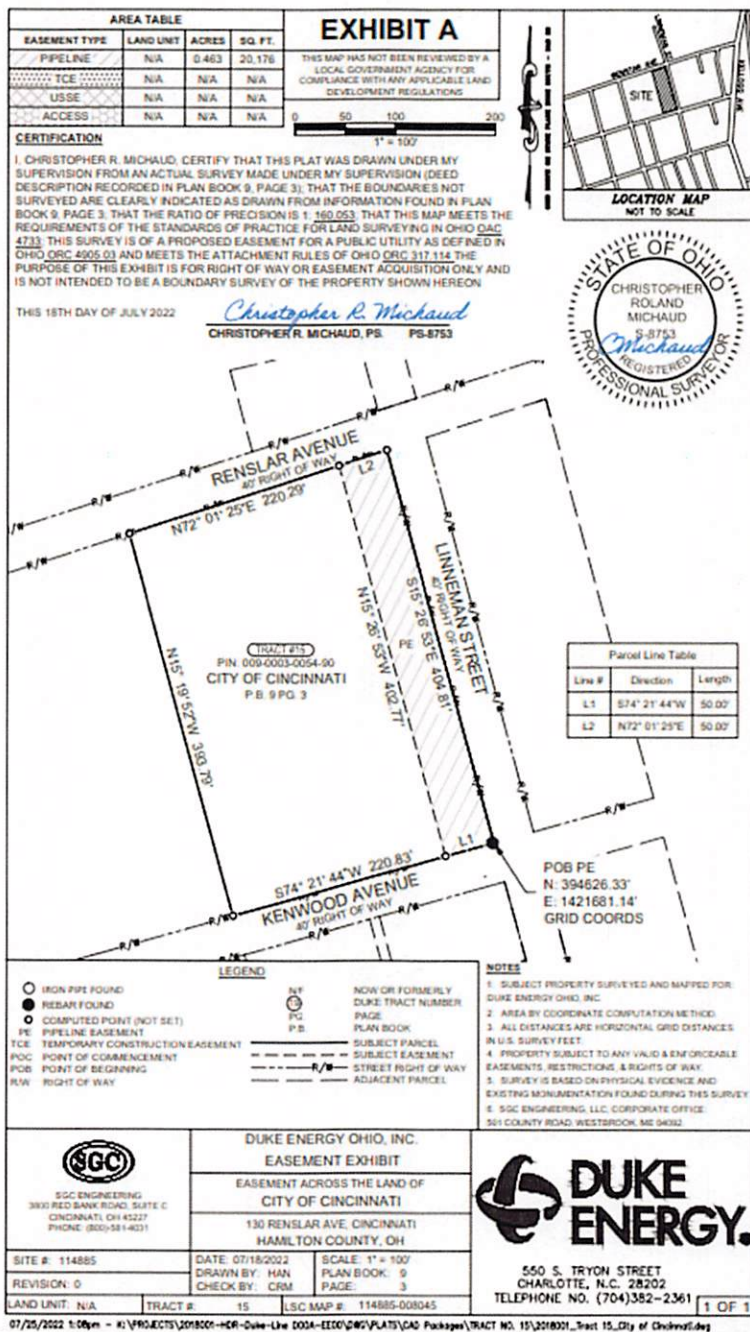 AREA TABLE
EASEMENT TYPE LAND UNIT ACRES SQ. FT.
PIPELINE N/A 0.463 20,176
TCE N/A N/A N/A
USSE N/A N/A N/A
ACCESS N/A N/A N/A
EXHIBIT A
THIS MAP HAS NOT BEEN REVIEWED BY A
LOCAL GOVERNMENT AGENCY FOR
COMPLIANCE WITH ANY APPLICABLE LAND
DEVELOPMENT REGULATIONS
0 50 100 200
1" = 100'
SITE
LOCATION MAP
NOT TO SCALE
CERTIFICATION
I, CHRISTOPHER R. MICHAUD, CERTIFY THAT THIS PLAT WAS DRAWN UNDER MY
SUPERVISION FROM AN ACTUAL SURVEY MADE UNDER MY SUPERVISION (DEED
DESCRIPTION RECORDED IN PLAN BOOK 9, PAGE 3); THAT THE BOUNDARIES NOT
SURVEYED ARE CLEARLY INDICATED AS DRAWN FROM INFORMATION FOUND IN PLAN
BOOK 9, PAGE 3; THAT THE RATIO OF PRECISION IS 1: 160,053; THAT THIS MAP MEETS THE
REQUIREMENTS OF THE STANDARDS OF PRACTICE FOR LAND SURVEYING IN OHIO OAC
4733; THIS SURVEY IS OF A PROPOSED EASEMENT FOR A PUBLIC UTILITY AS DEFINED IN
OHIO ORC 4905.03 AND MEETS THE ATTACHMENT RULES OF OHIO ORC 317.114 THE
PURPOSE OF THIS EXHIBIT IS FOR RIGHT OF WAY OR EASEMENT ACQUISITION ONLY AND
IS NOT INTENDED TO BE A BOUNDARY SURVEY OF THE PROPERTY SHOWN HEREON
THIS 18TH DAY OF JULY 2022
Christopher R. Michaud
CHRISTOPHER R. MICHAUD, PS. PS-8753
STATE OF OHIO
CHRISTOPHER
ROLAND
MICHAUD
S-8753
CMichaud
REGISTERED
PROFESSIONAL SURVEYOR
RENSLAR AVENUE
40' RIGHT OF WAY
N72° 01' 25"E 220.29'
L2
LINNEMAN STREET
40' RIGHT OF WAY
S15° 26' 53"E 404.81'
PE
N15° 26' 53"W 402.77'
N15° 19' 52"W 393.79'
TRACT #15
PIN: 009-0003-0054-90
CITY OF CINCINNATI
P.B. 9 PG. 3
S74° 21' 44"W 220.83'
L1
KENWOOD AVENUE
40' RIGHT OF WAY
R/W
Parcel Line Table
Line # Direction Length
L1 S74° 21' 44"W 50.00'
L2 N72° 01' 25"E 50.00'
POB PE
N: 394626.33'
E: 1421681.14'
GRID COORDS
LEGEND
IRON PIPE FOUND
REBAR FOUND
COMPUTED POINT (NOT SET)
PE PIPELINE EASEMENT
TCE TEMPORARY CONSTRUCTION EASEMENT
POC POINT OF COMMENCEMENT
POB POINT OF BEGINNING
R/W RIGHT OF WAY
N/F NOW OR FORMERLY
DUKE TRACT NUMBER
PG PAGE
P.B. PLAN BOOK
SUBJECT PARCEL
SUBJECT EASEMENT
R/W STREET RIGHT OF WAY
ADJACENT PARCEL
NOTES
1. SUBJECT PROPERTY SURVEYED AND MAPPED FOR:
DUKE ENERGY OHIO, INC.
2. AREA BY COORDINATE COMPUTATION METHOD.
3. ALL DISTANCES ARE HORIZONTAL GRID DISTANCES
IN U.S. SURVEY FEET.
4. PROPERTY SUBJECT TO ANY VALID & ENFORCEABLE
EASEMENTS, RESTRICTIONS, & RIGHTS OF WAY.
5. SURVEY IS BASED ON PHYSICAL EVIDENCE AND
EXISTING MONUMENTATION FOUND DURING THIS SURVEY.
6. SGC ENGINEERING, LLC. CORPORATE OFFICE:
501 COUNTY ROAD, WESTBROOK, ME 04092.
SGC
SGC ENGINEERING
3800 RED BANK ROAD, SUITE C
CINCINNATI, OH 45227
PHONE: (800)-581-4031
DUKE ENERGY OHIO, INC.
EASEMENT EXHIBIT
EASEMENT ACROSS THE LAND OF
CITY OF CINCINNATI
130 RENSLAR AVE, CINCINNATI
HAMILTON COUNTY, OH
DUKE
ENERGY.
550 S. TRYON STREET
CHARLOTTE, N.C. 28202
TELEPHONE NO. (704)382-2361
SITE #: 114885
REVISION: 0
DATE: 07/18/2022
DRAWN BY: HAN
CHECK BY: CRM
SCALE: 1" = 100'
PLAN BOOK: 9
PAGE: 3
LAND UNIT: N/A TRACT #: 15 LSC MAP #: 114885-008045 1 OF 1